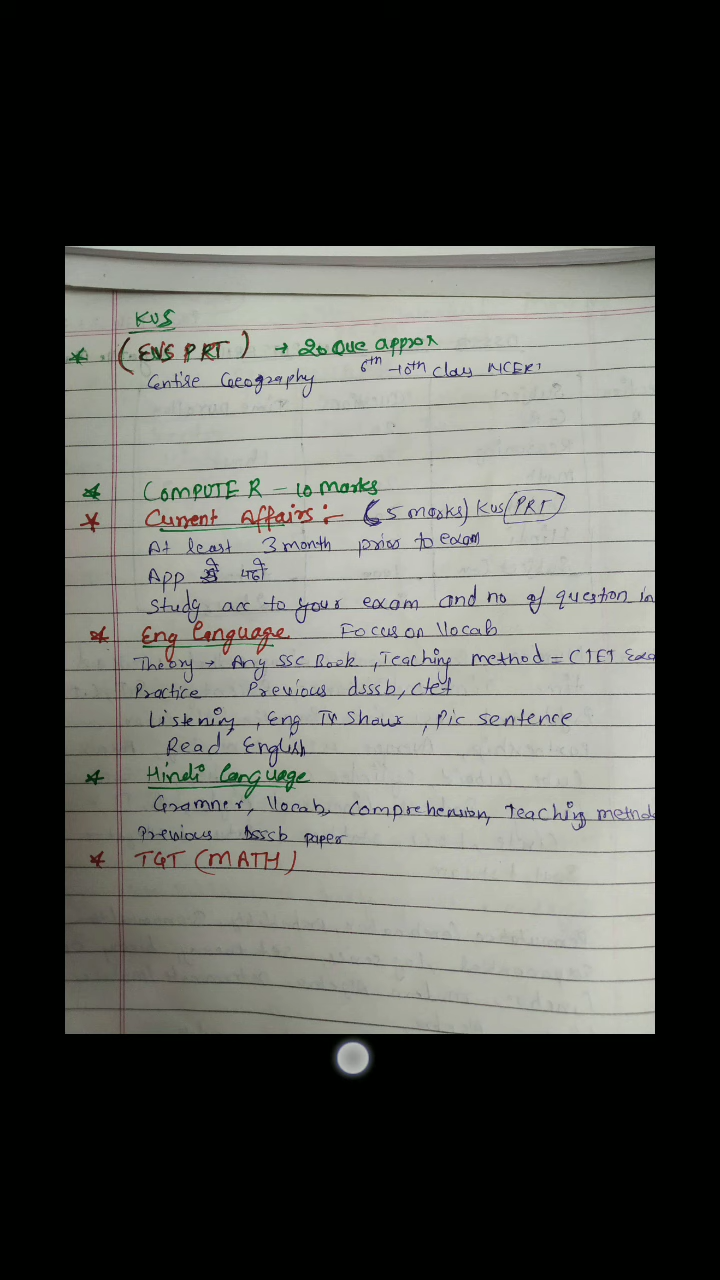 KVS
* (EVS PRT) → 20 Que approx
Entire Geography 6th -10th class NCERT
* COMPUTER - 10 marks
* Current Affairs :- (5 marks) KVS (PRT)
At least 3 month prior to exam
App से पढ़ो
Study acc to your exam and no of question in
* Eng Language Focus on Vocab
Theory → Any SSC Book, Teaching method = CTET Exa
Practice Previous dsssb, ctet
Listening, Eng TV Shows, Pic sentence
Read English
* Hindi Language
Grammer, Vocab, Comprehension, Teaching method
Previous Dsssb paper
* TGT (MATH)